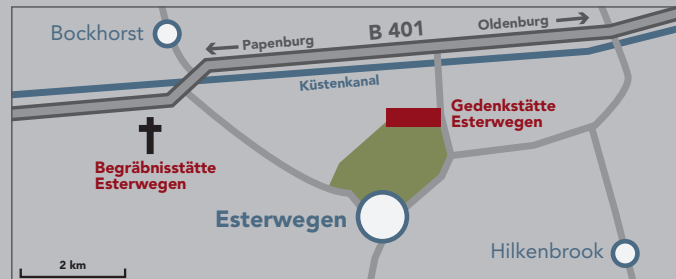 Bockhorst
Papenburg
B 401
Oldenburg
Küstenkanal
Gedenkstätte
Esterwegen
Begräbnisstätte
Esterwegen
Esterwegen
Hilkenbrook
2 km